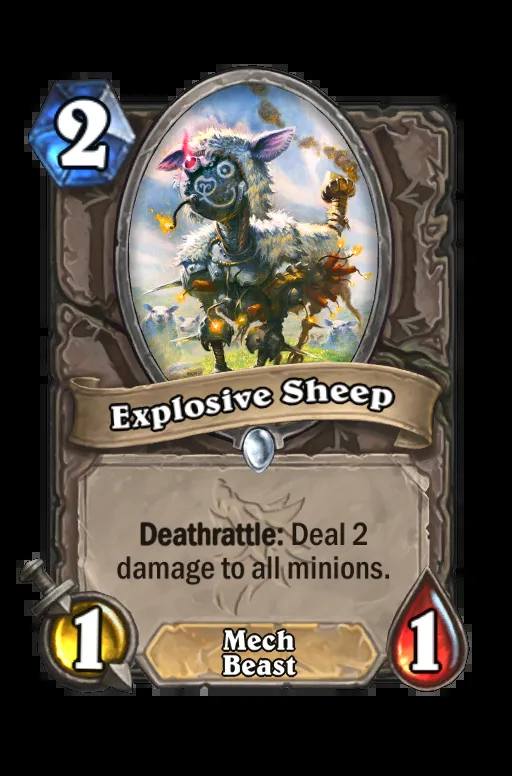 2
Explosive Sheep
Deathrattle: Deal 2
damage to all minions.
1
Mech
Beast
1